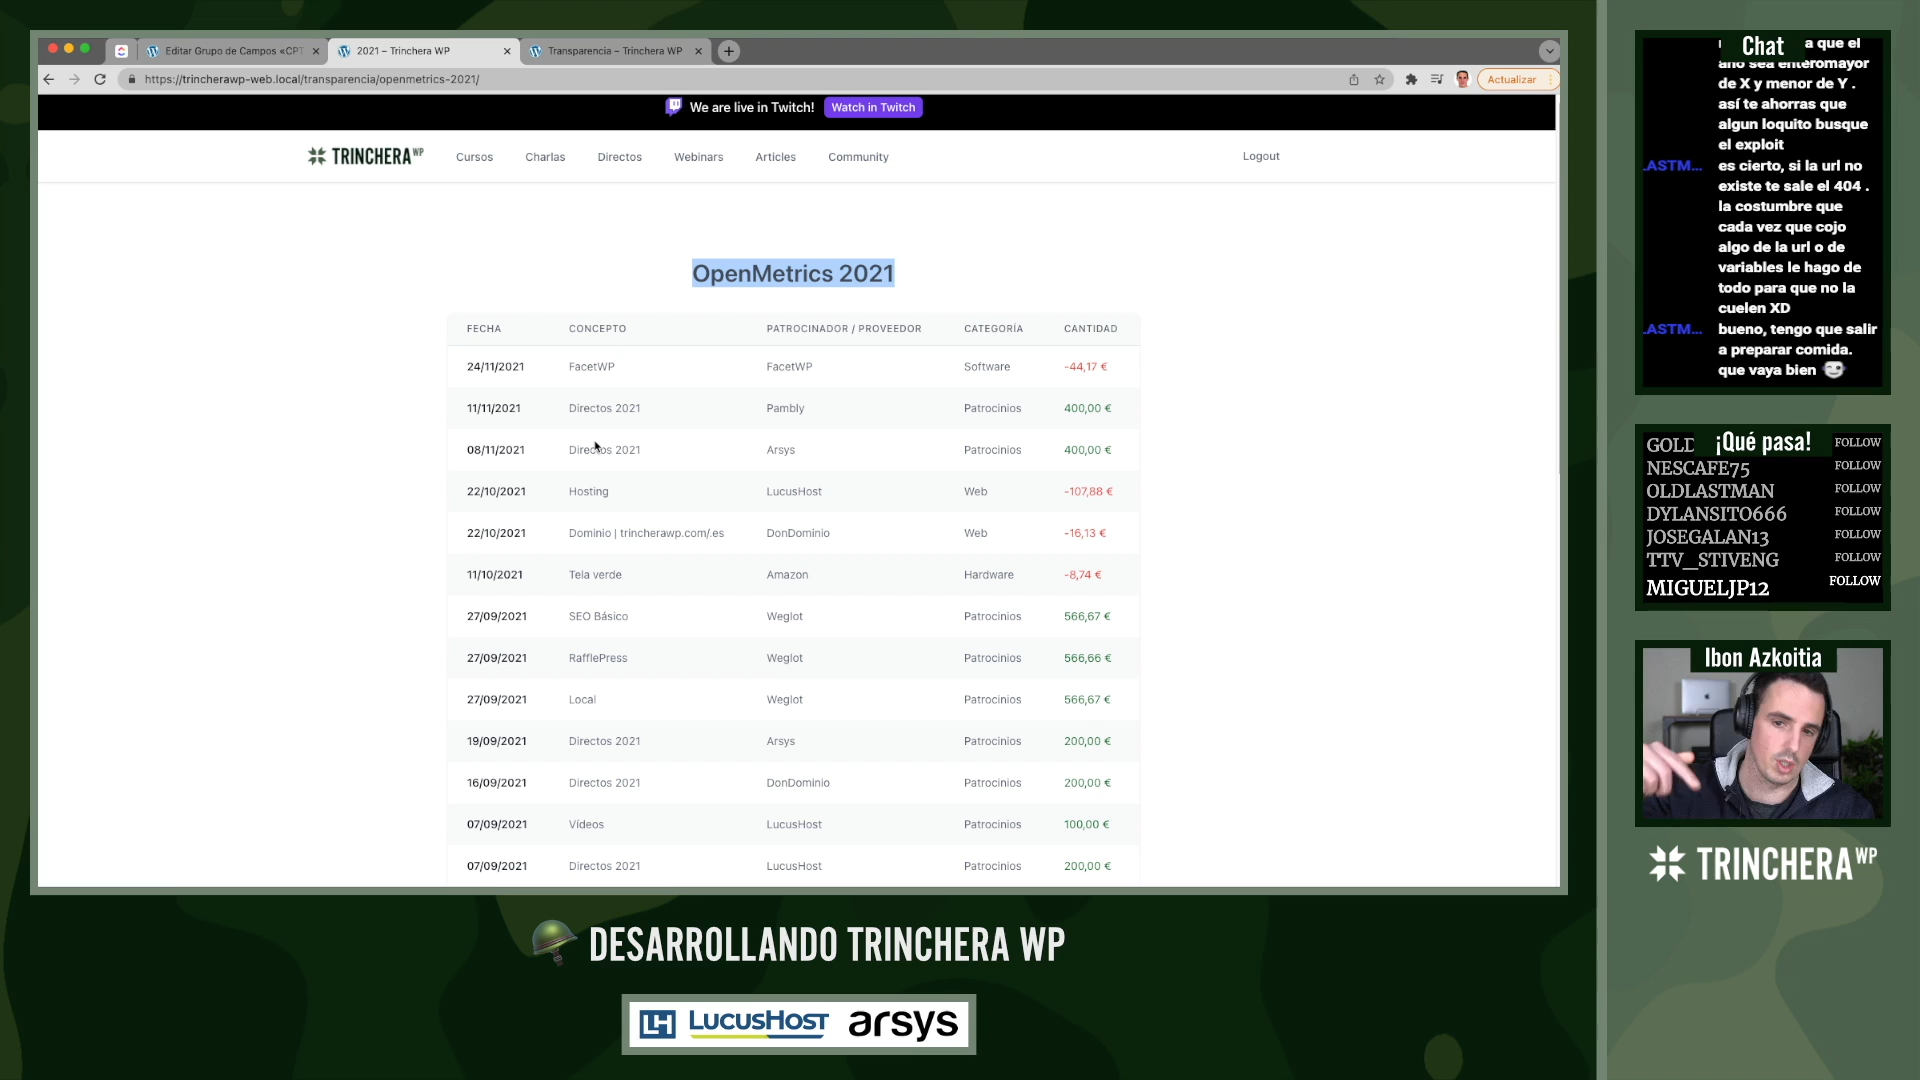 Editar Grupo de Campos «CPT
2021 – Trinchera WP
Transparencia – Trinchera WP
https://trincherawp-web.local/transparencia/openmetrics-2021/
Actualizar
We are live in Twitch!
Watch in Twitch
TRINCHERA WP
Cursos
Charlas
Directos
Webinars
Articles
Community
Logout
OpenMetrics 2021
FECHA CONCEPTO PATROCINADOR / PROVEEDOR CATEGORÍA CANTIDAD
24/11/2021 FacetWP FacetWP Software -44,17 €
11/11/2021 Directos 2021 Pambly Patrocinios 400,00 €
08/11/2021 Directos 2021 Arsys Patrocinios 400,00 €
22/10/2021 Hosting LucusHost Web -107,88 €
22/10/2021 Dominio | trincherawp.com/.es DonDominio Web -16,13 €
11/10/2021 Tela verde Amazon Hardware -8,74 €
27/09/2021 SEO Básico Weglot Patrocinios 566,67 €
27/09/2021 RafflePress Weglot Patrocinios 566,66 €
27/09/2021 Local Weglot Patrocinios 566,67 €
19/09/2021 Directos 2021 Arsys Patrocinios 200,00 €
16/09/2021 Directos 2021 DonDominio Patrocinios 200,00 €
07/09/2021 Vídeos LucusHost Patrocinios 100,00 €
07/09/2021 Directos 2021 LucusHost Patrocinios 200,00 €
DESARROLLANDO TRINCHERA WP
LH LUCUSHOST arsys
Chat
a que el
año sea enteromayor
de X y menor de Y .
así te ahorras que
algun loquito busque
el exploit
.ASTM... es cierto, si la url no
existe te sale el 404 .
la costumbre que
cada vez que cojo
algo de la url o de
variables le hago de
todo para que no la
cuelen XD
.ASTM... bueno, tengo que salir
a preparar comida.
que vaya bien
¡Qué pasa!
GOLD FOLLOW
NESCAFE75 FOLLOW
OLDLASTMAN FOLLOW
DYLANSITO666 FOLLOW
JOSEGALAN13 FOLLOW
TTV_STIVENG FOLLOW
MIGUELJP12 FOLLOW
Ibon Azkoitia
TRINCHERA WP